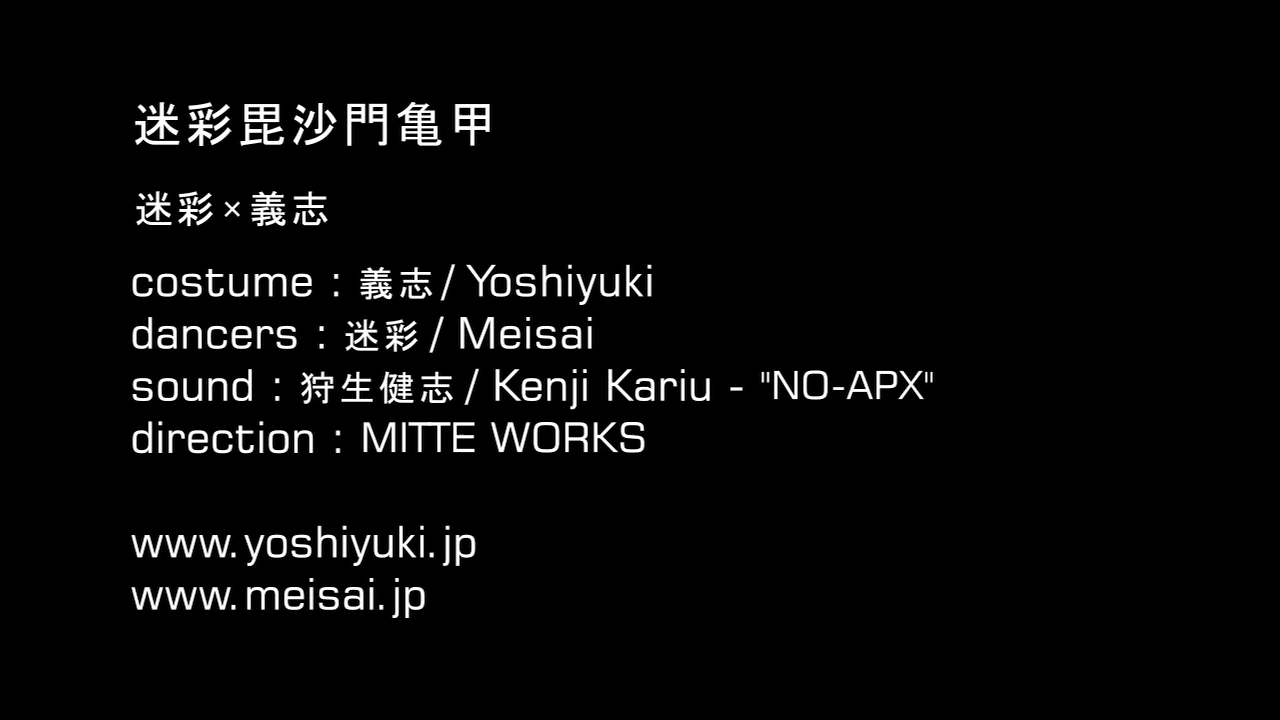 迷彩毘沙門亀甲
迷彩×義志
costume : 義志 / Yoshiyuki
dancers : 迷彩 / Meisai
sound : 狩生健志 / Kenji Kariu - "NO-APX"
direction : MITTE WORKS
www.yoshiyuki.jp
www.meisai.jp